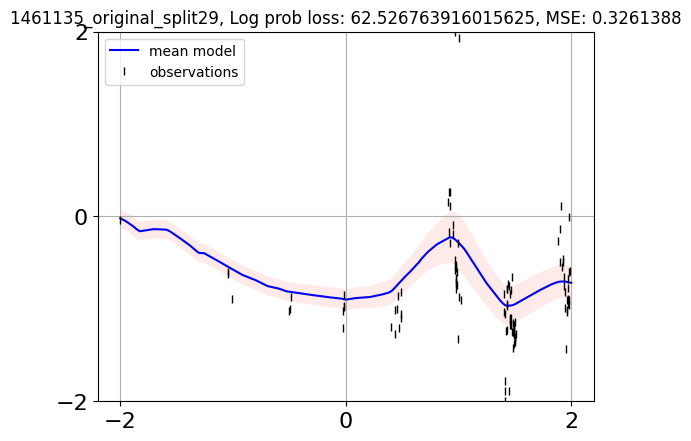 1461135_original_split29, Log prob loss: 62.526763916015625, MSE: 0.3261388
2
mean model
observations
0
−2
−2
0
2